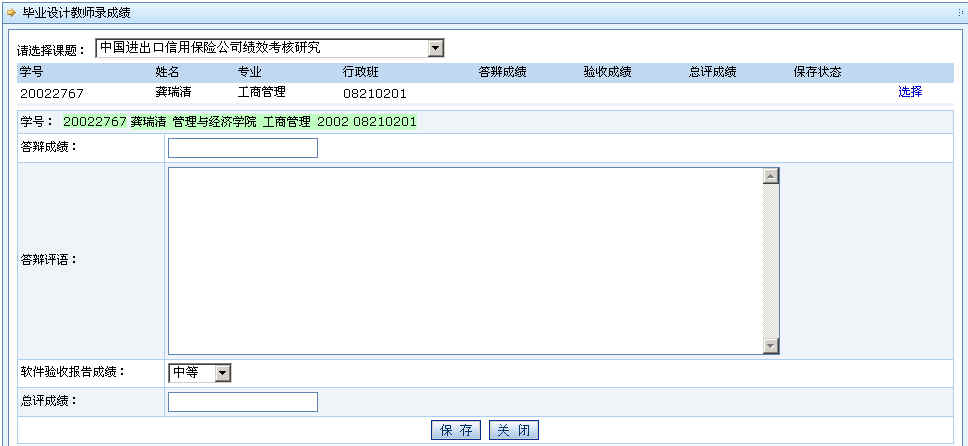 毕业设计教师录成绩
请选择课题： 中国进出口信用保险公司绩效考核研究
学号 姓名 专业 行政班 答辩成绩 验收成绩 总评成绩 保存状态
20022767 龚瑞清 工商管理 08210201 选择
学号： 20022767 龚瑞清 管理与经济学院 工商管理 2002 08210201
答辩成绩：
答辩评语：
软件验收报告成绩： 中等
总评成绩：
保 存 关 闭